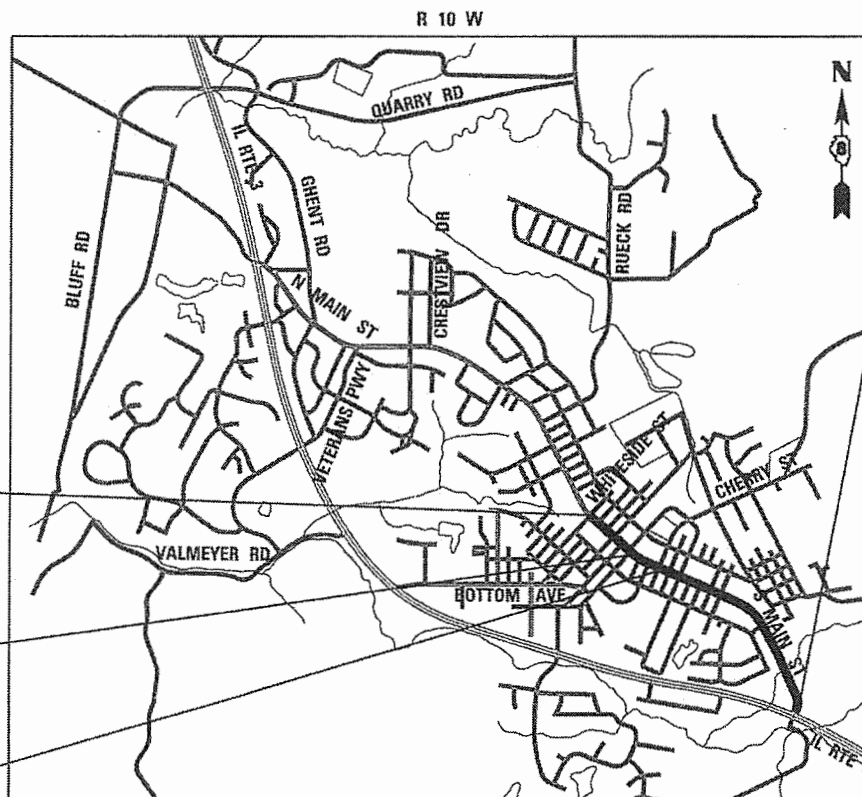 R 10 W
N
8
QUARRY RD
IL RTE 3
GHENT RD
BLUFF RD
CRESTVIEW DR
RUECK RD
N MAIN ST
VETERANS PWY
WHITESIDE ST
CHERRY ST
VALMEYER RD
BOTTOM AVE
S MAIN ST
IL RTE